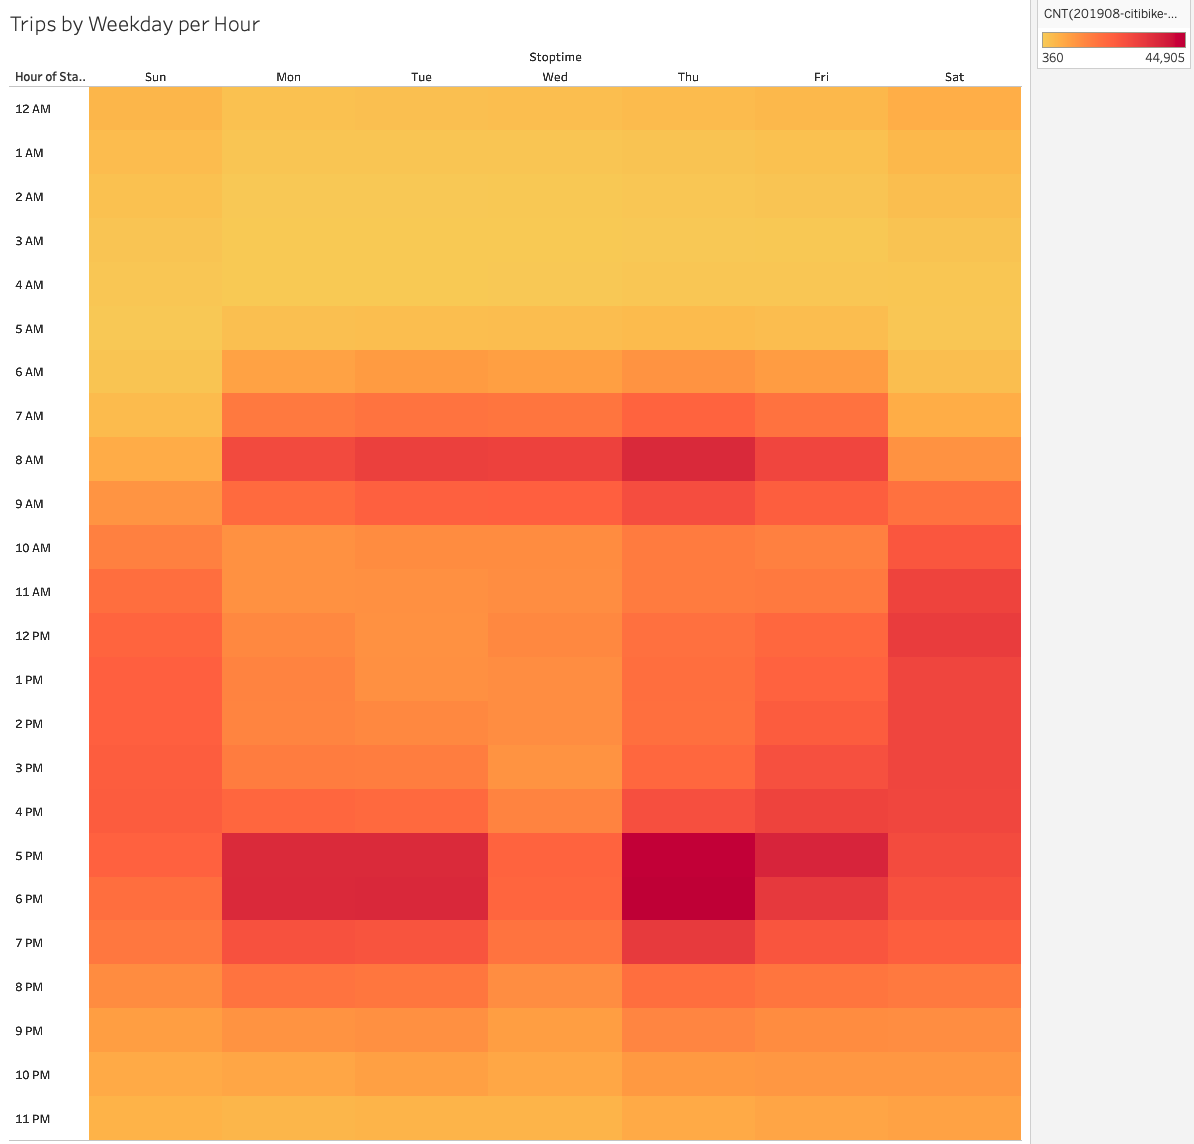 Trips by Weekday per Hour
CNT(201908-citibike-...
360 44,905
Stoptime
Hour of Sta.. Sun Mon Tue Wed Thu Fri Sat
12 AM
1 AM
2 AM
3 AM
4 AM
5 AM
6 AM
7 AM
8 AM
9 AM
10 AM
11 AM
12 PM
1 PM
2 PM
3 PM
4 PM
5 PM
6 PM
7 PM
8 PM
9 PM
10 PM
11 PM